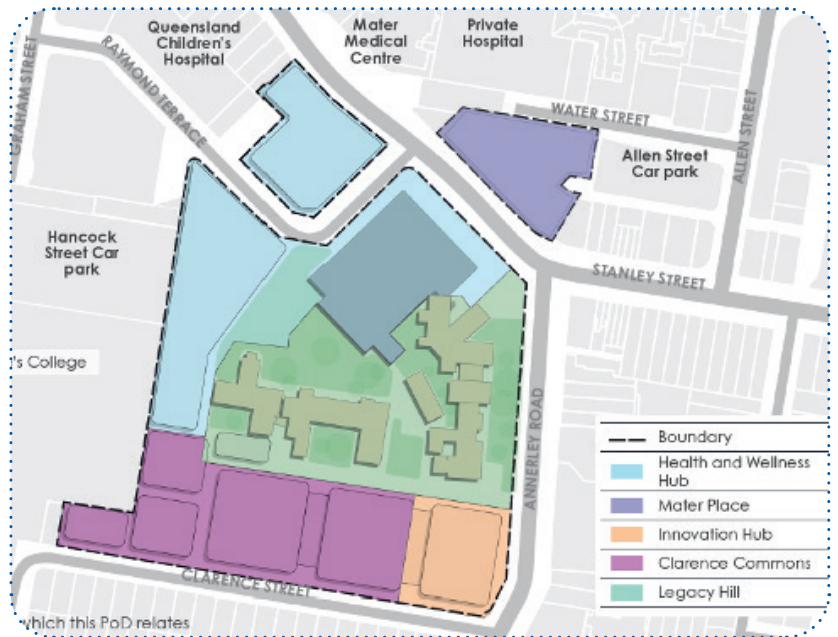 Queensland
Children's
Hospital
Mater
Medical
Centre
Private
Hospital
GRAHAM STREET
RAYMOND TERRACE
WATER STREET
ALLEN STREET
Allen Street
Car park
Hancock
Street Car
park
STANLEY STREET
's College
ANNERLEY ROAD
Boundary
Health and Wellness
Hub
Mater Place
Innovation Hub
Clarence Commons
Legacy Hill
CLARENCE STREET
which this PoD relates